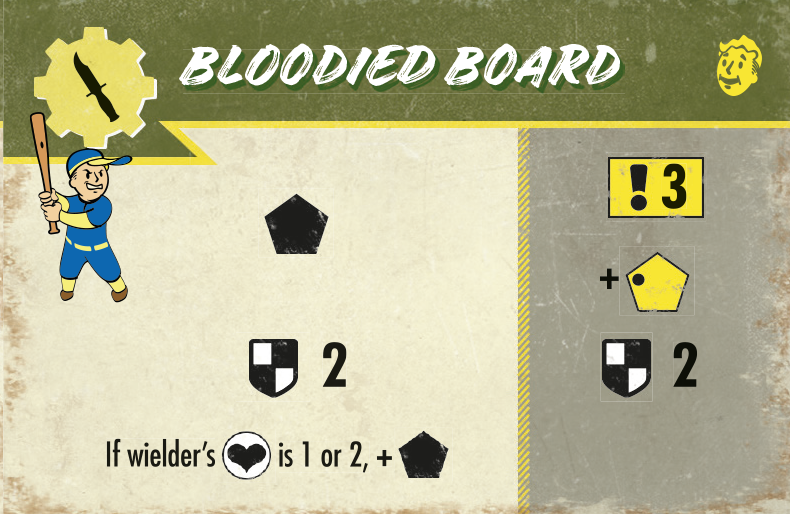 BLOODIED BOARD
! 3
+
2
2
If wielder's is 1 or 2, +